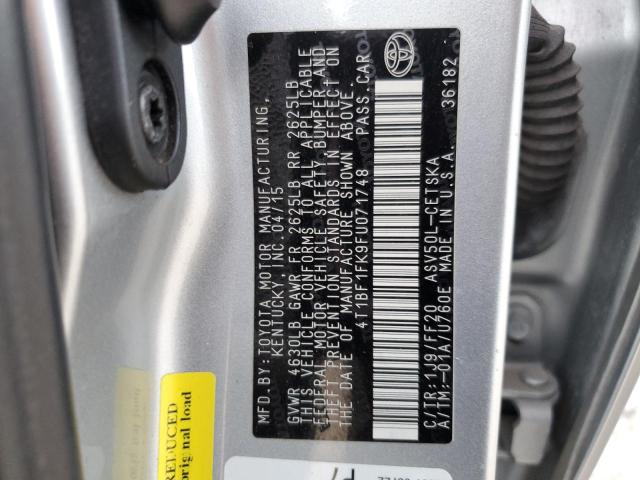 MFD. BY: TOYOTA MOTOR MANUFACTURING,
KENTUCKY, INC. 04/15
GVWR 4630LB GAWR FR 2625LB RR 2625LB
THIS VEHICLE CONFORMS TO ALL APPLICABLE
FEDERAL MOTOR VEHICLE SAFETY, BUMPER AND
THEFT PREVENTION STANDARDS IN EFFECT ON
THE DATE OF MANUFACTURE SHOWN ABOVE.
4T1BF1FK9FU071748 PASS. CAR
C/TR: 1J9/FF20 ASV50L-CETSKA
A/TM: -01A/U760E MADE IN U.S.A. 36182
REDUCED
original load